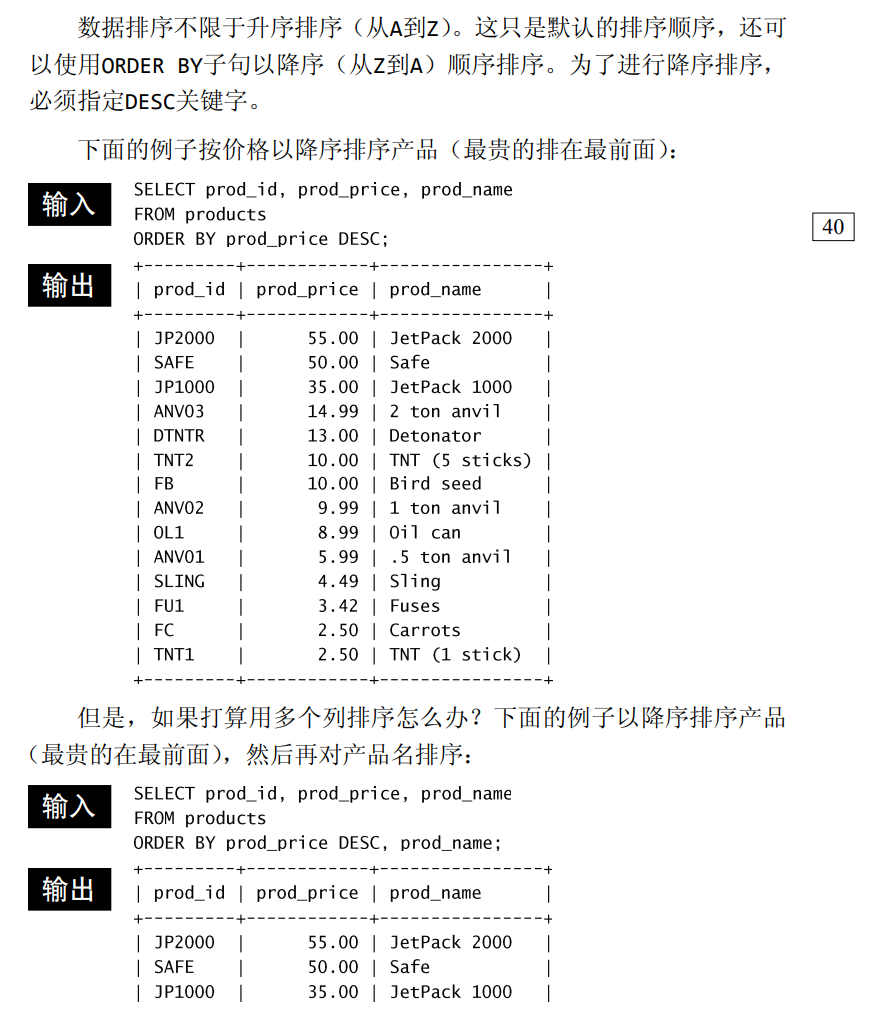 数据排序不限于升序排序（从A到Z）。这只是默认的排序顺序，还可
以使用ORDER BY子句以降序（从Z到A）顺序排序。为了进行降序排序，
必须指定DESC关键字。
下面的例子按价格以降序排序产品（最贵的排在最前面）：
输入
SELECT prod_id, prod_price, prod_name
FROM products
ORDER BY prod_price DESC;
40
输出
+---------+------------+----------------+
| prod_id | prod_price | prod_name      |
+---------+------------+----------------+
| JP2000  |      55.00 | JetPack 2000   |
| SAFE    |      50.00 | Safe           |
| JP1000  |      35.00 | JetPack 1000   |
| ANV03   |      14.99 | 2 ton anvil    |
| DTNTR   |      13.00 | Detonator      |
| TNT2    |      10.00 | TNT (5 sticks) |
| FB      |      10.00 | Bird seed      |
| ANV02   |       9.99 | 1 ton anvil    |
| OL1     |       8.99 | Oil can        |
| ANV01   |       5.99 | .5 ton anvil   |
| SLING   |       4.49 | Sling          |
| FU1     |       3.42 | Fuses          |
| FC      |       2.50 | Carrots        |
| TNT1    |       2.50 | TNT (1 stick)  |
+---------+------------+----------------+
但是，如果打算用多个列排序怎么办？下面的例子以降序排序产品
（最贵的在最前面），然后再对产品名排序：
输入
SELECT prod_id, prod_price, prod_name
FROM products
ORDER BY prod_price DESC, prod_name;
输出
+---------+------------+----------------+
| prod_id | prod_price | prod_name      |
+---------+------------+----------------+
| JP2000  |      55.00 | JetPack 2000   |
| SAFE    |      50.00 | Safe           |
| JP1000  |      35.00 | JetPack 1000   |